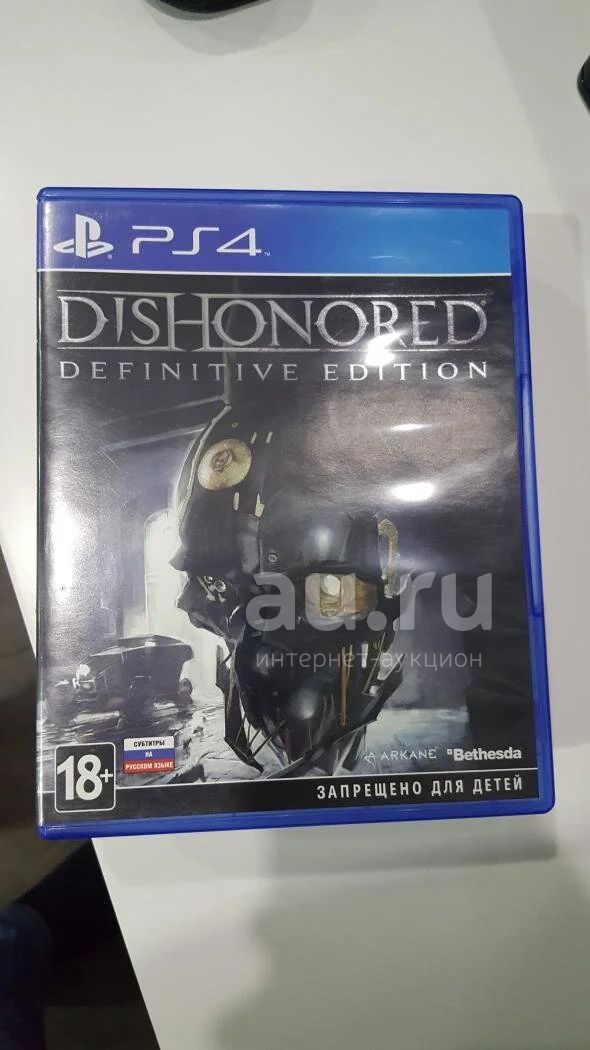 PS4
DISHONORED
DEFINITIVE EDITION
au.ru
интернет-аукцион
СУБТИТРЫ
НА
РУССКОМ ЯЗЫКЕ
18+
ARKANE Bethesda
ЗАПРЕЩЕНО ДЛЯ ДЕТЕЙ